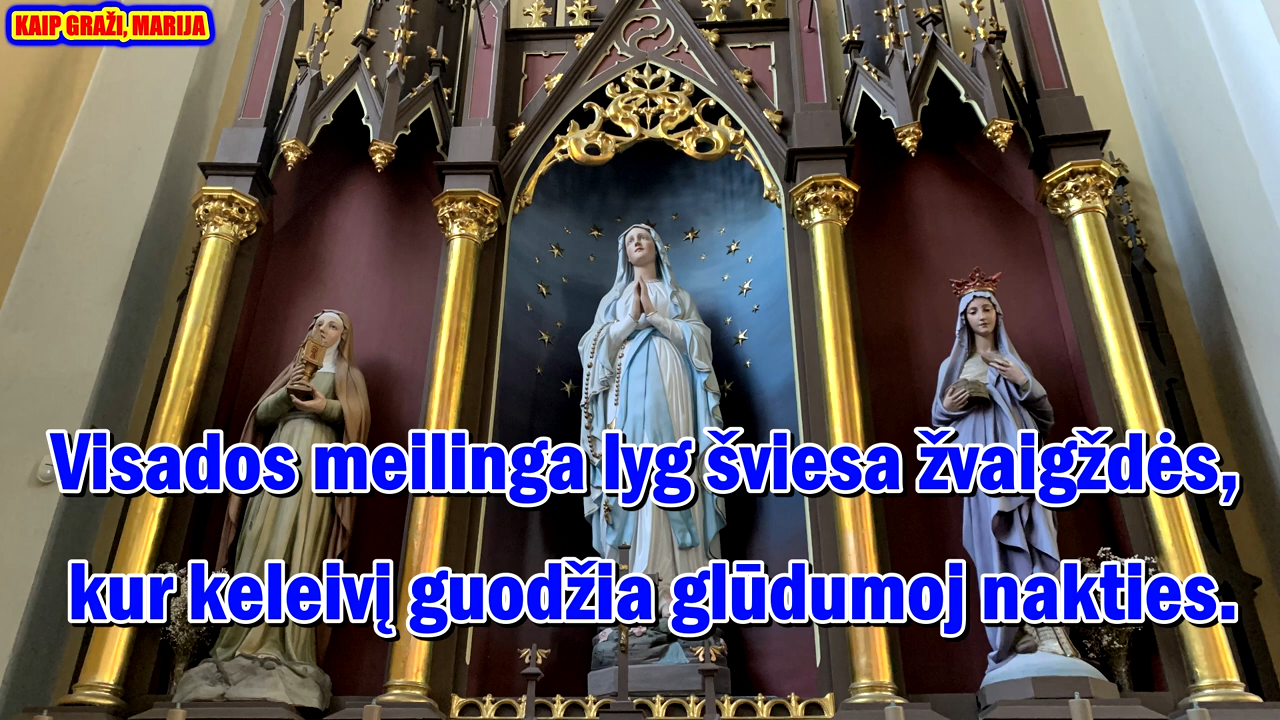 KAIP GRAŽI, MARIJA
Visados meilinga lyg šviesa žvaigždės,
kur keleivį guodžia glūdumoj nakties.